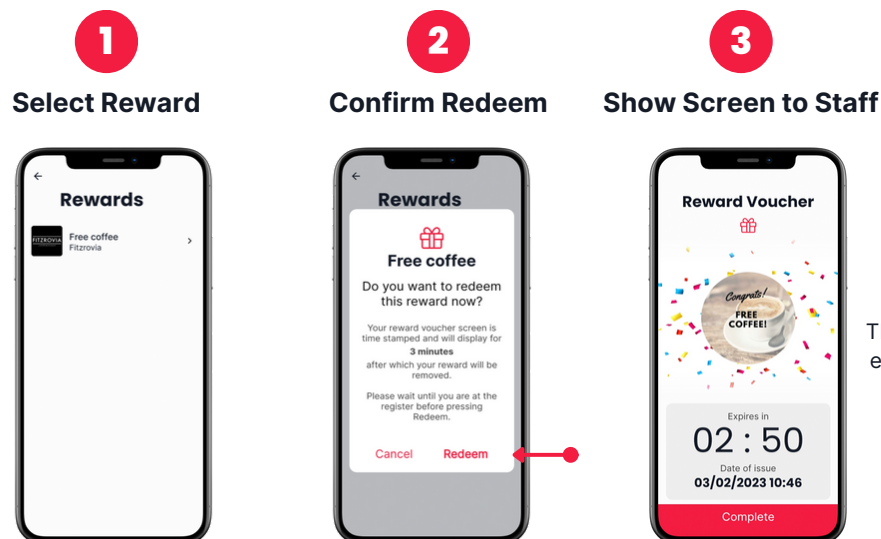 1
Select Reward
←
Rewards
FITZROVIA
Free coffee
Fitzrovia
>
2
Confirm Redeem
←
Rewards
Free coffee
Do you want to redeem
this reward now?
Your reward voucher screen is
time stamped and will display for
3 minutes
after which your reward will be
removed.
Please wait until you are at the
register before pressing
Redeem.
Cancel Redeem
3
Show Screen to Staff
Reward Voucher
Congrats!
FREE
COFFEE!
Expires in
02 : 50
Date of issue
03/02/2023 10:46
Complete
T
e